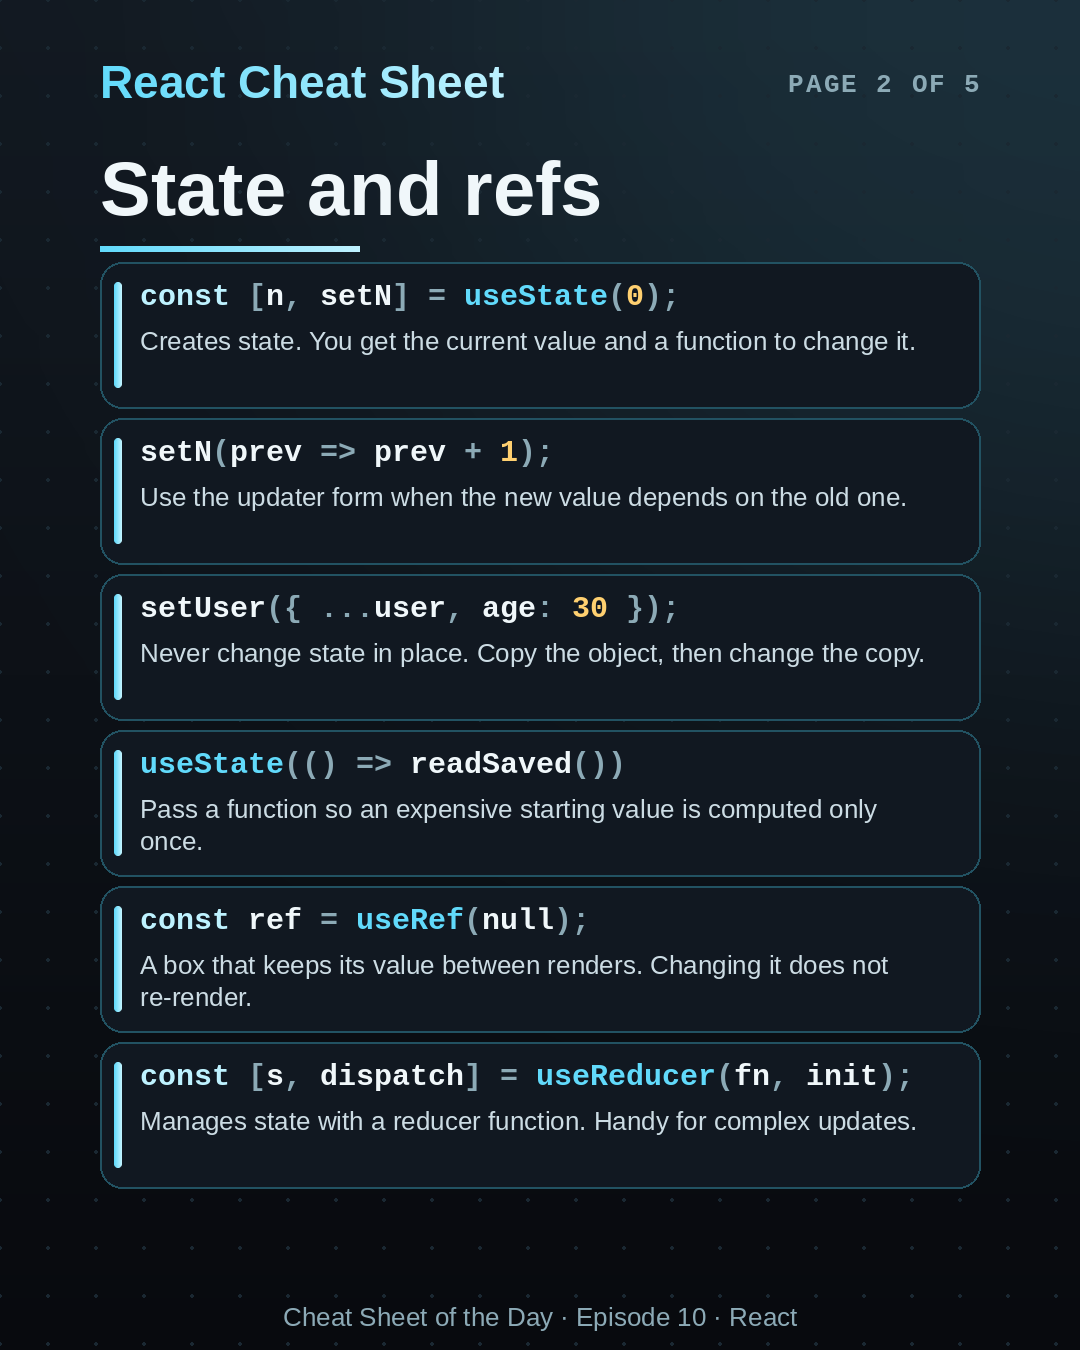 React Cheat Sheet
PAGE 2 OF 5
State and refs
const [n, setN] = useState(0);
Creates state. You get the current value and a function to change it.
setN(prev => prev + 1);
Use the updater form when the new value depends on the old one.
setUser({ ...user, age: 30 });
Never change state in place. Copy the object, then change the copy.
useState(() => readSaved())
Pass a function so an expensive starting value is computed only
once.
const ref = useRef(null);
A box that keeps its value between renders. Changing it does not
re-render.
const [s, dispatch] = useReducer(fn, init);
Manages state with a reducer function. Handy for complex updates.
Cheat Sheet of the Day · Episode 10 · React